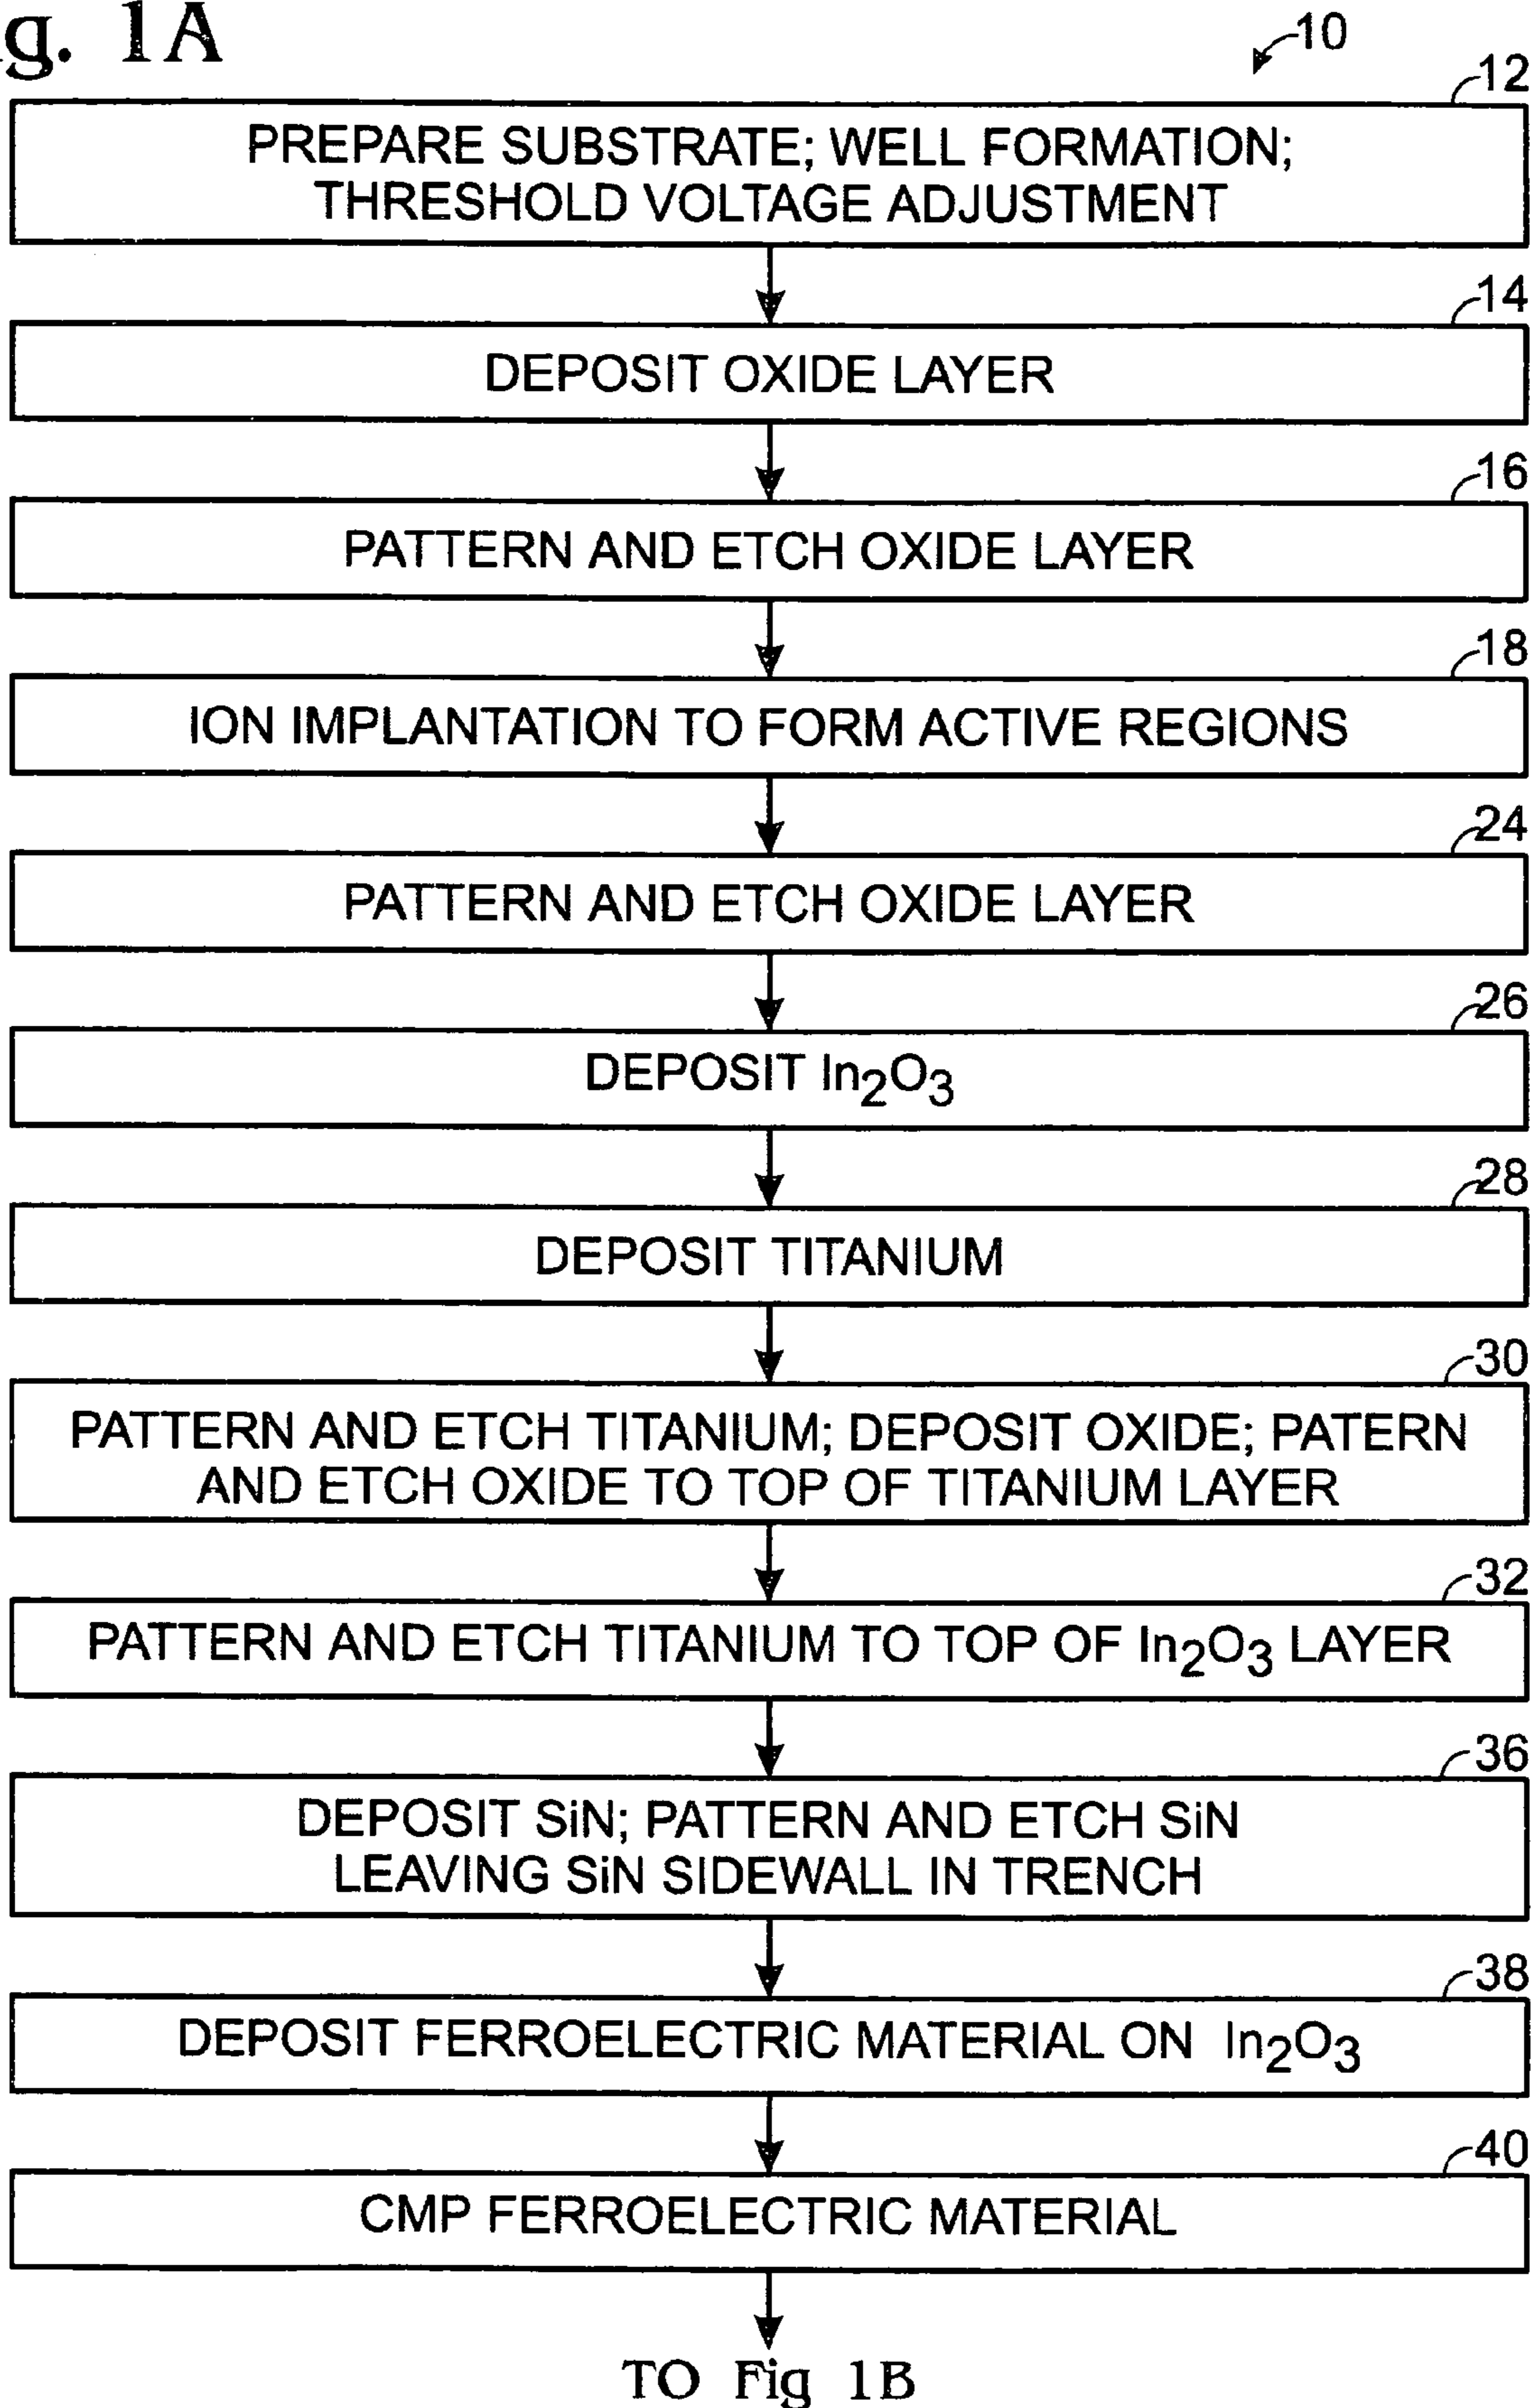 g. 1A
10
12
PREPARE SUBSTRATE; WELL FORMATION;
THRESHOLD VOLTAGE ADJUSTMENT
14
DEPOSIT OXIDE LAYER
16
PATTERN AND ETCH OXIDE LAYER
18
ION IMPLANTATION TO FORM ACTIVE REGIONS
24
PATTERN AND ETCH OXIDE LAYER
26
DEPOSIT In₂O₃
28
DEPOSIT TITANIUM
30
PATTERN AND ETCH TITANIUM; DEPOSIT OXIDE; PATERN
AND ETCH OXIDE TO TOP OF TITANIUM LAYER
32
PATTERN AND ETCH TITANIUM TO TOP OF In₂O₃ LAYER
36
DEPOSIT SiN; PATTERN AND ETCH SiN
LEAVING SiN SIDEWALL IN TRENCH
38
DEPOSIT FERROELECTRIC MATERIAL ON In₂O₃
40
CMP FERROELECTRIC MATERIAL
TO Fig 1B